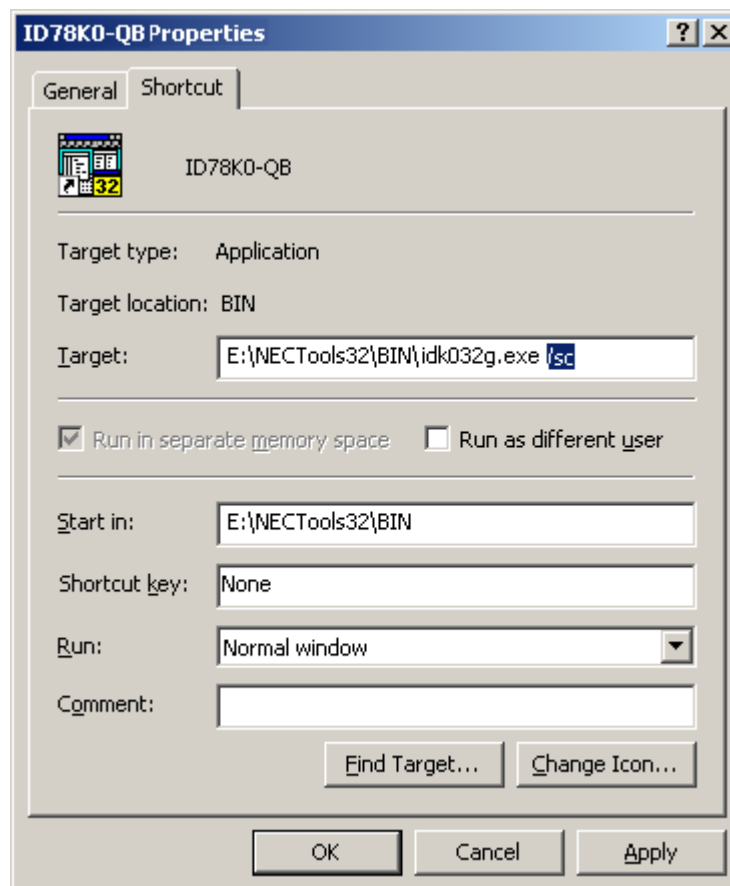 ID78K0-QB Properties
General Shortcut
32
ID78K0-QB
Target type: Application
Target location: BIN
Target: E:\NECTools32\BIN\idk032g.exe /sc
Run in separate memory space Run as different user
Start in: E:\NECTools32\BIN
Shortcut key: None
Run: Normal window
Comment:
Find Target... Change Icon...
OK Cancel Apply